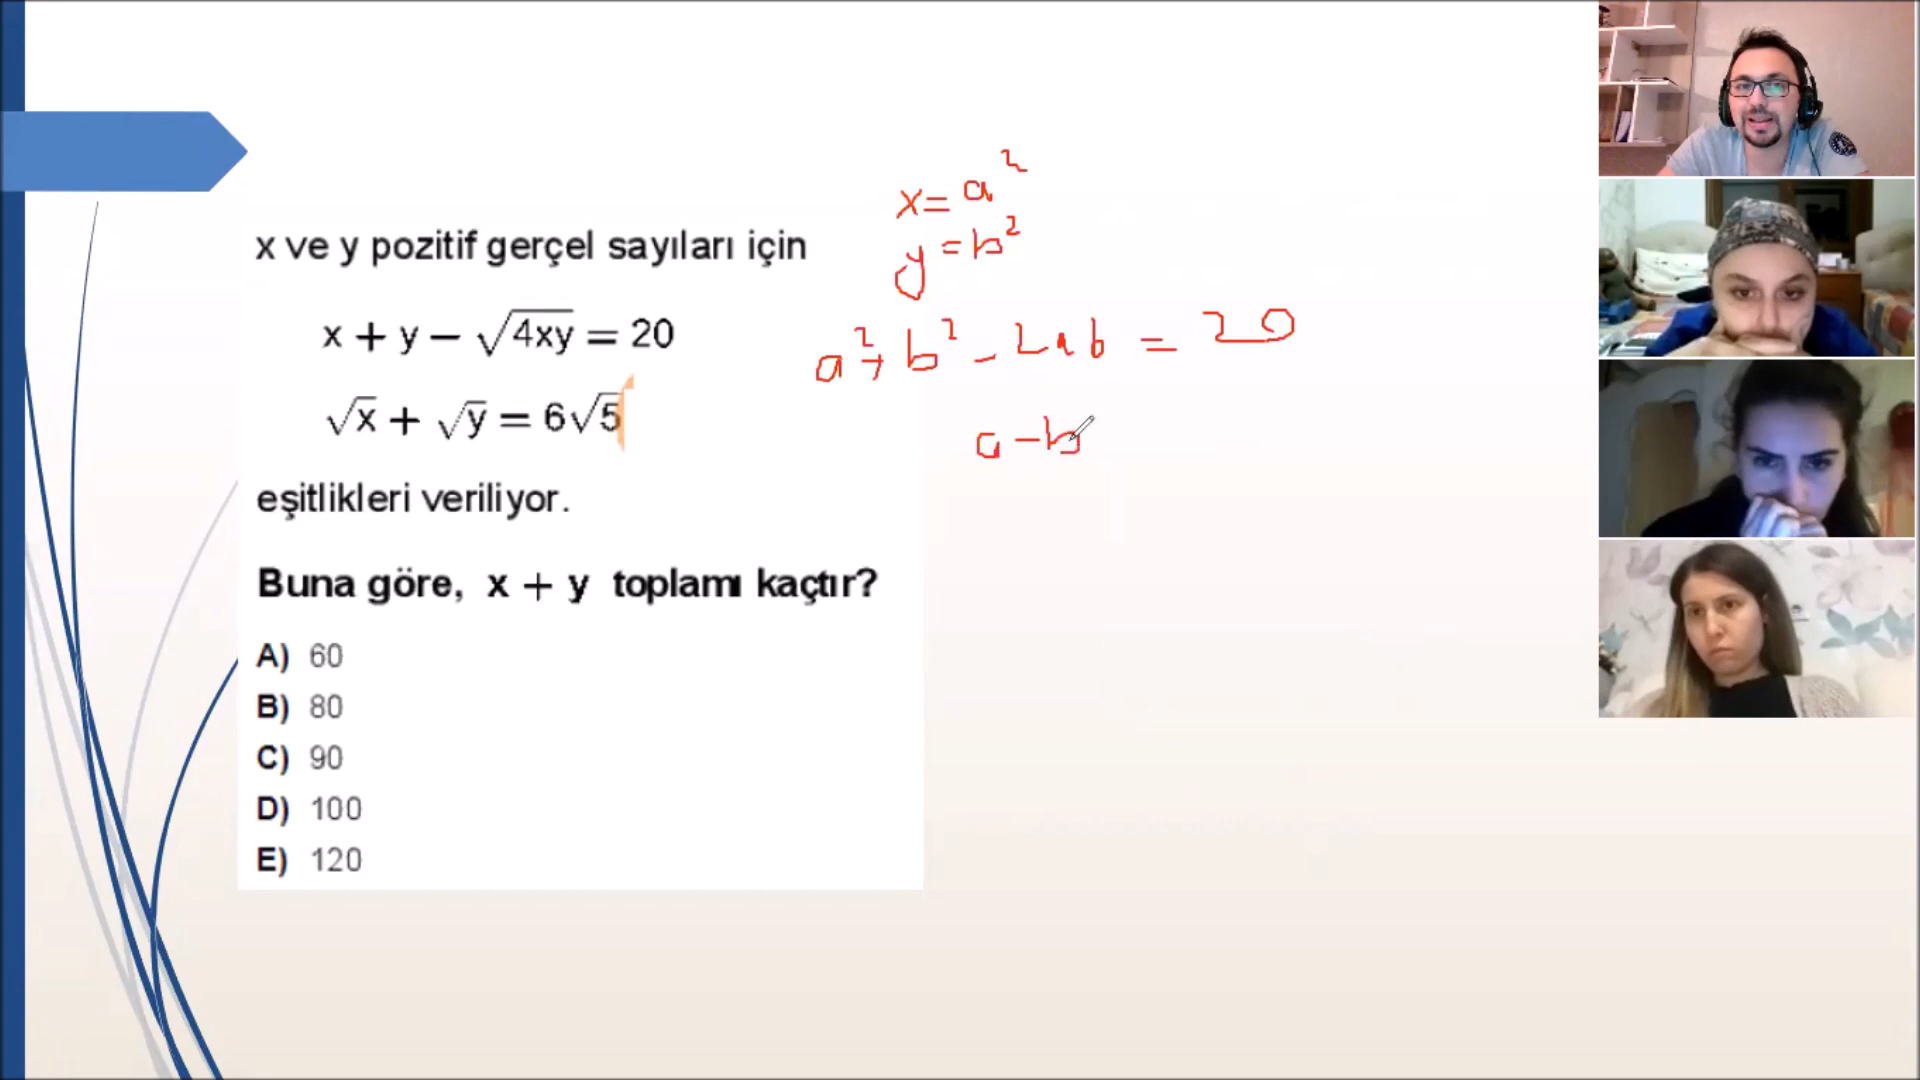 x ve y pozitif gerçel sayıları için
x + y − √4xy = 20
√x + √y = 6√5
eşitlikleri veriliyor.
Buna göre, x + y toplamı kaçtır?
A) 60
B) 80
C) 90
D) 100
E) 120
x = a²
y = b²
a² + b² − 2ab = 20
a − b